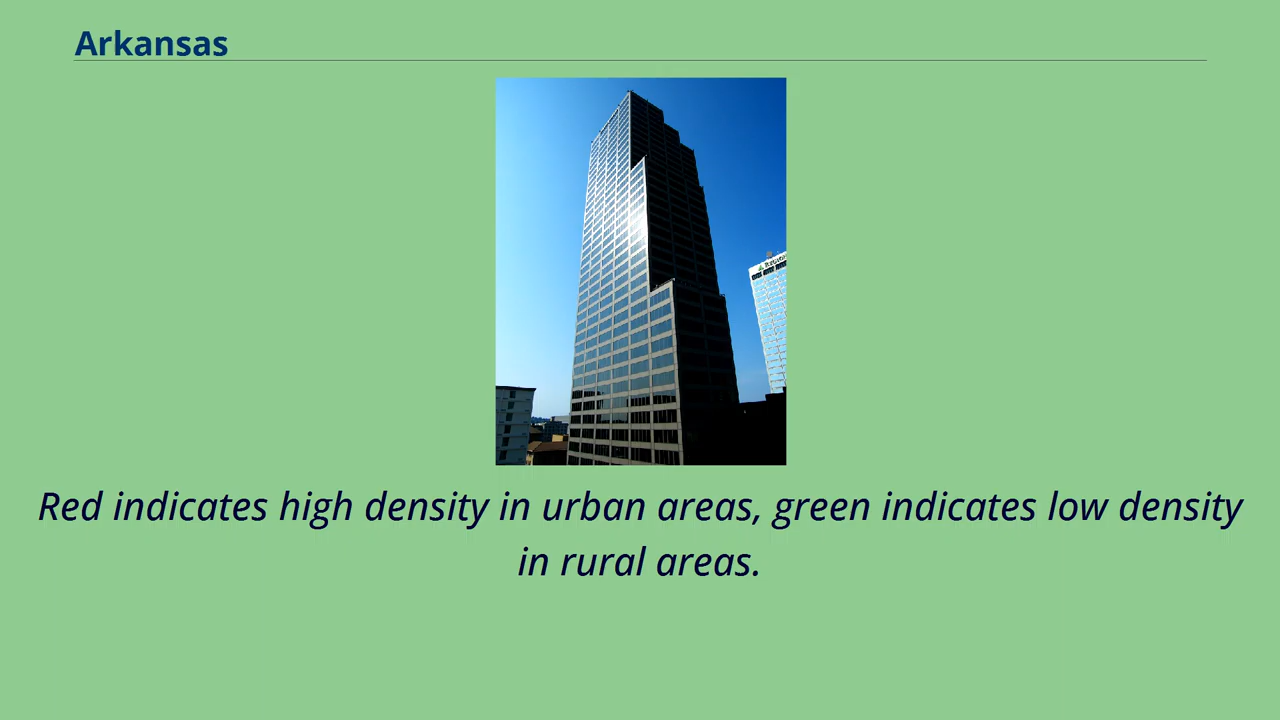 Arkansas
Red indicates high density in urban areas, green indicates low density
in rural areas.